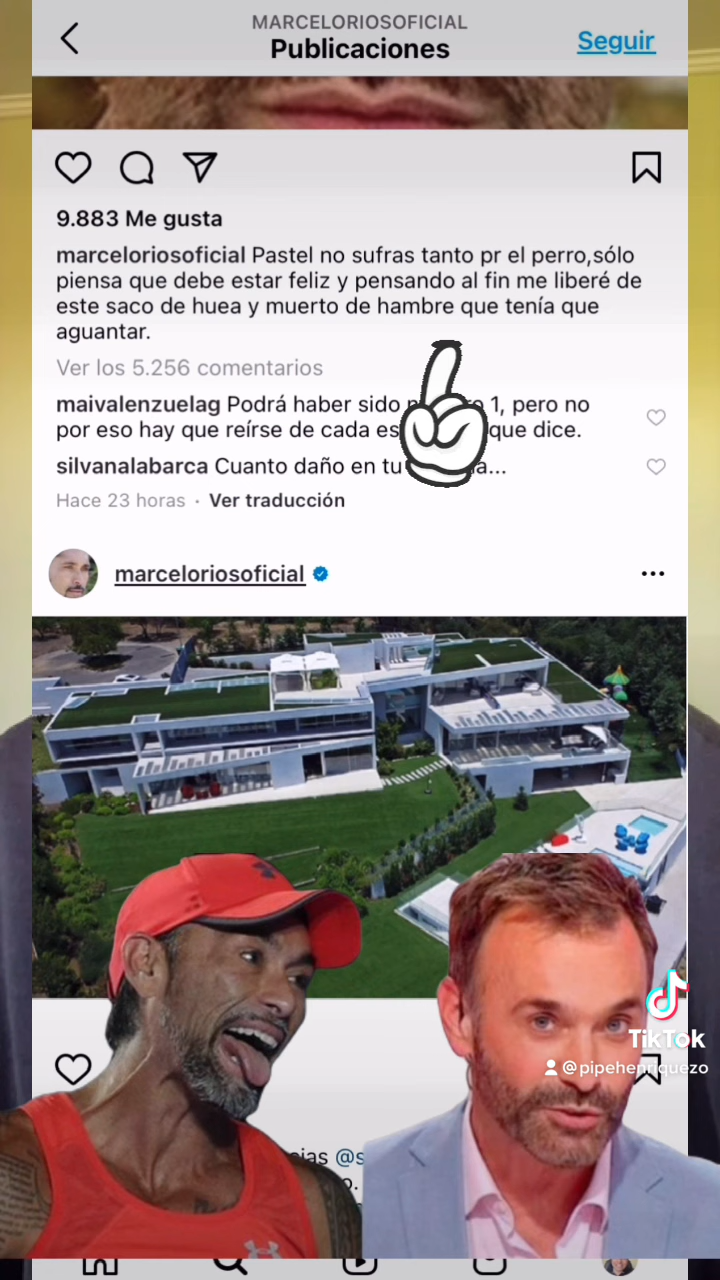 MARCELORIOSOFICIAL
Publicaciones
Seguir
9.883 Me gusta
marceloriosoficial Pastel no sufras tanto pr el perro,sólo
piensa que debe estar feliz y pensando al fin me liberé de
este saco de huea y muerto de hambre que tenía que
aguantar.
Ver los 5.256 comentarios
maivalenzuelag Podrá haber sido 1, pero no
por eso hay que reírse de cada que dice.
silvanalabarca Cuanto daño en tu
Hace 23 horas · Ver traducción
marceloriosoficial
TikTok
@pipehenriquezo